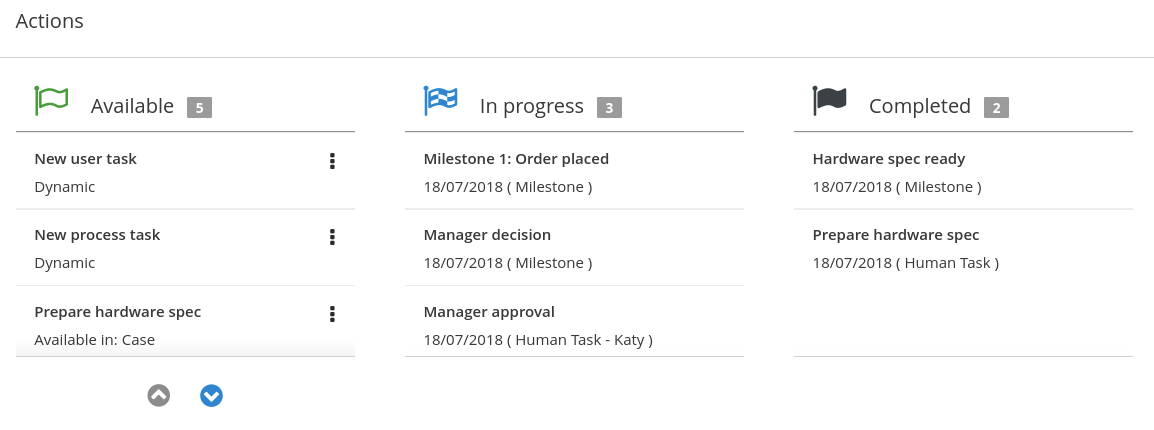 Actions
Available 5
New user task
Dynamic
New process task
Dynamic
Prepare hardware spec
Available in: Case
In progress 3
Milestone 1: Order placed
18/07/2018 ( Milestone )
Manager decision
18/07/2018 ( Milestone )
Manager approval
18/07/2018 ( Human Task - Katy )
Completed 2
Hardware spec ready
18/07/2018 ( Milestone )
Prepare hardware spec
18/07/2018 ( Human Task )